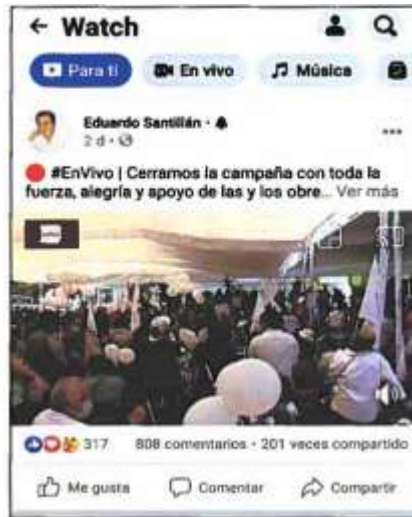 ← Watch
Para ti En vivo Música
Eduardo Santillán ·
2 d ·
#EnVivo | Cerramos la campaña con toda la
fuerza, alegría y apoyo de las y los obre... Ver más
317 808 comentarios · 201 veces compartido
Me gusta Comentar Compartir